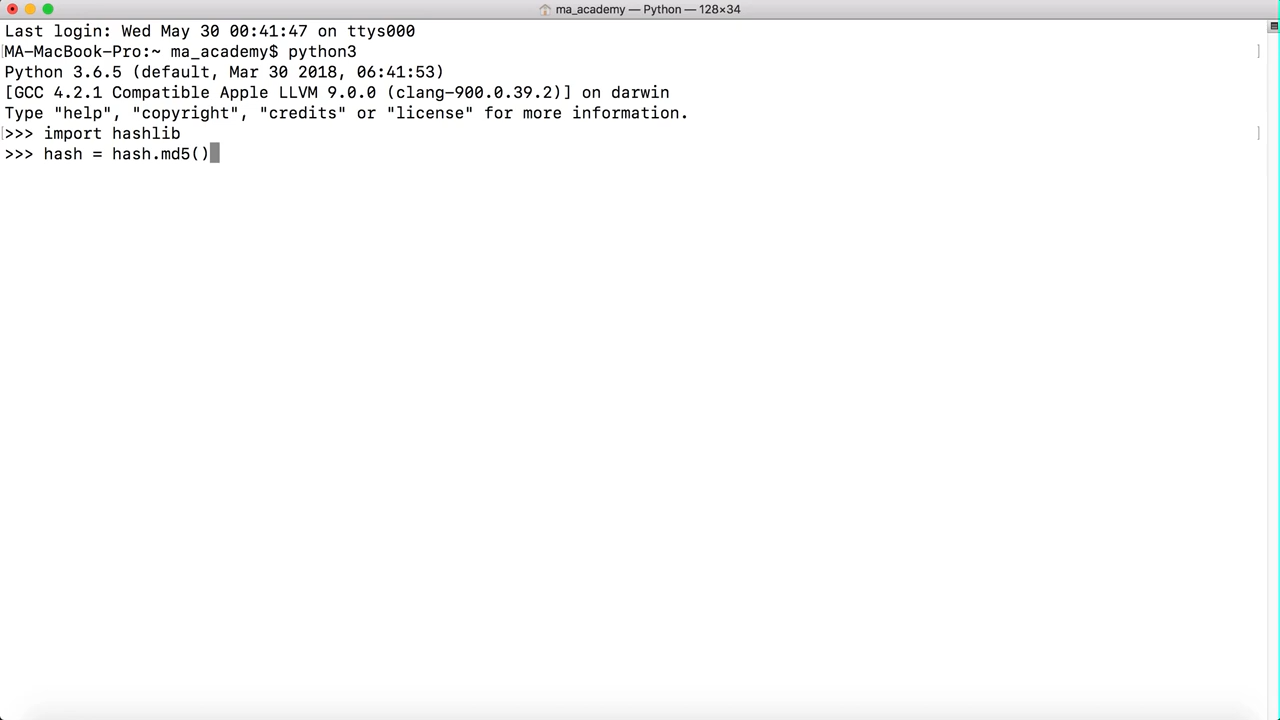 ma_academy — Python — 128×34
Last login: Wed May 30 00:41:47 on ttys000
MA-MacBook-Pro:~ ma_academy$ python3
Python 3.6.5 (default, Mar 30 2018, 06:41:53)
[GCC 4.2.1 Compatible Apple LLVM 9.0.0 (clang-900.0.39.2)] on darwin
Type "help", "copyright", "credits" or "license" for more information.
>>> import hashlib
>>> hash = hash.md5()